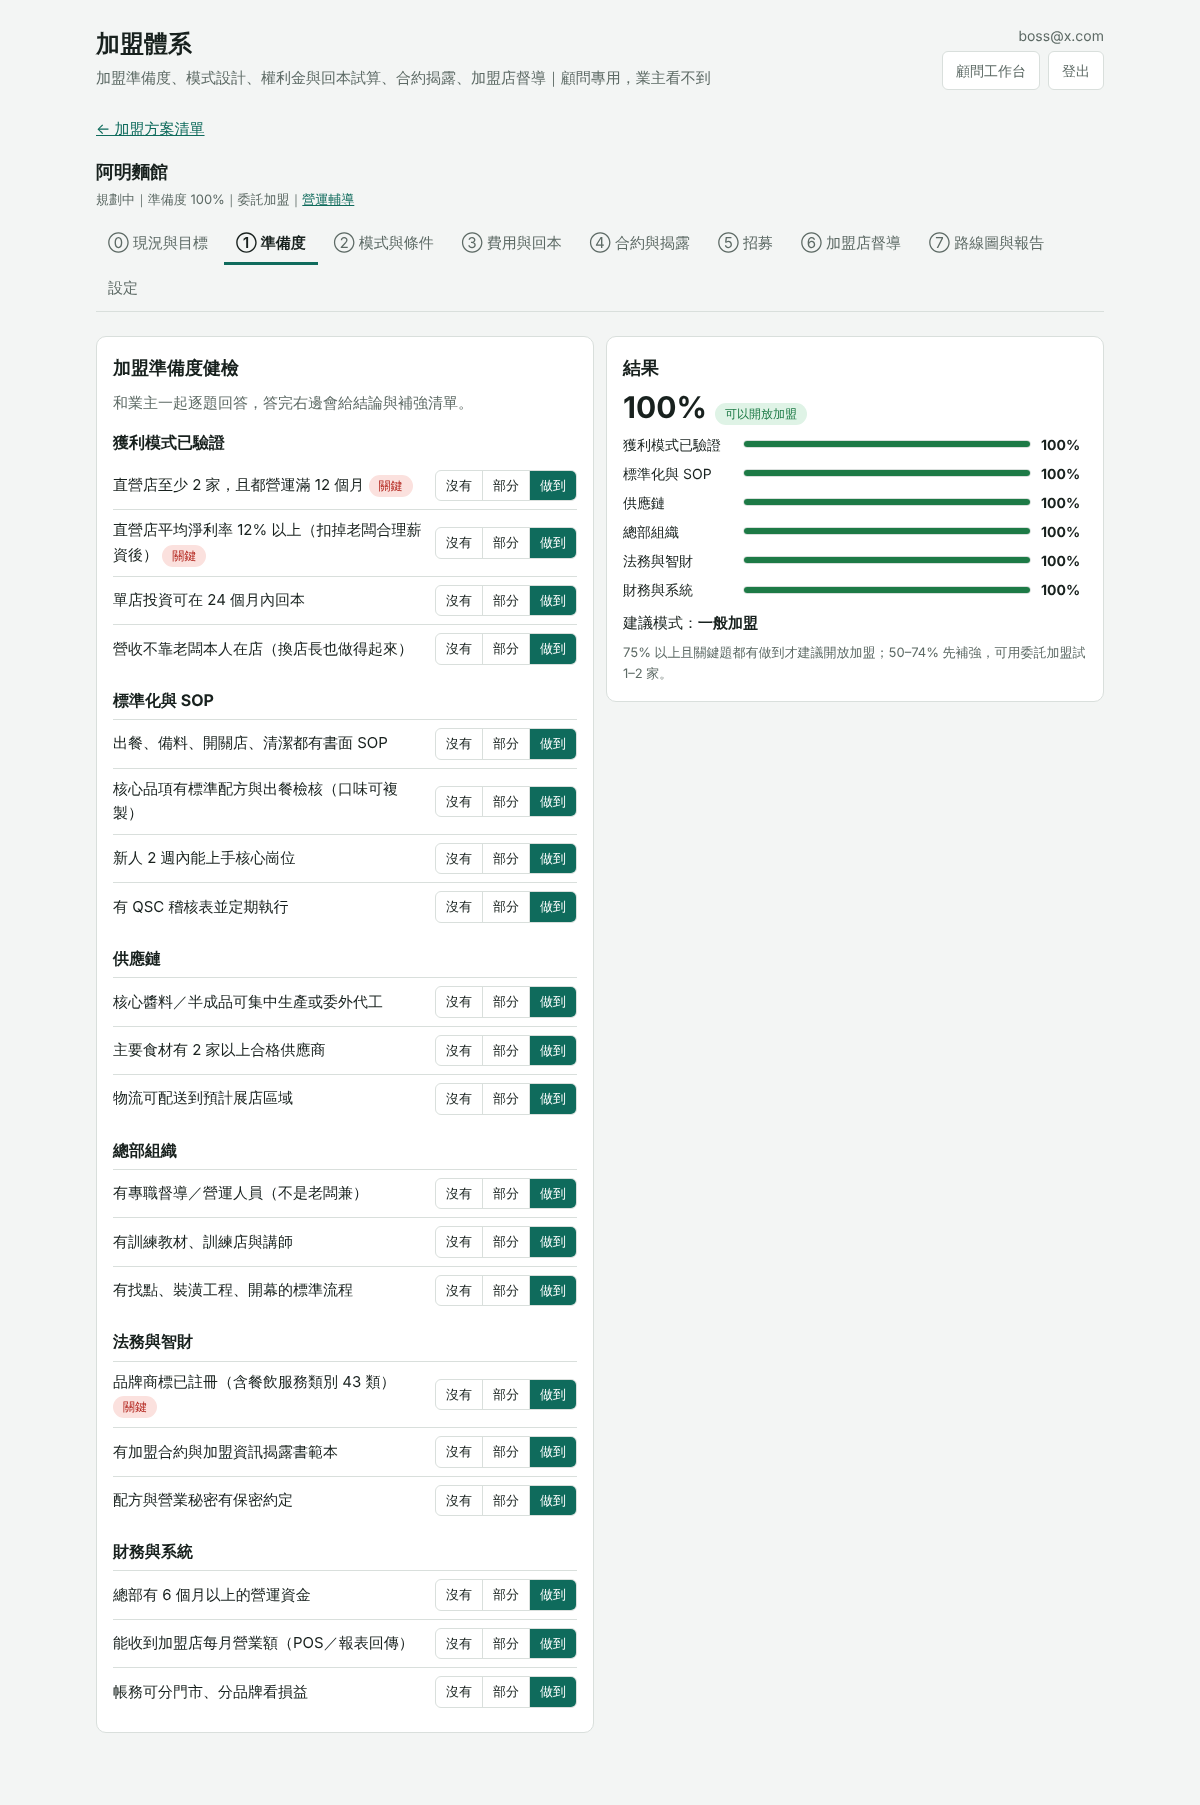 加盟體系
加盟準備度、模式設計、權利金與回本試算、合約揭露、加盟店督導｜顧問專用，業主看不到
boss@x.com
顧問工作台
登出
← 加盟方案清單
阿明麵館
規劃中｜準備度 100%｜委託加盟｜營運輔導
⓪ 現況與目標
① 準備度
② 模式與條件
③ 費用與回本
④ 合約與揭露
⑤ 招募
⑥ 加盟店督導
⑦ 路線圖與報告
設定
加盟準備度健檢
和業主一起逐題回答，答完右邊會給結論與補強清單。
獲利模式已驗證
直營店至少 2 家，且都營運滿 12 個月 關鍵 沒有 部分 做到
直營店平均淨利率 12% 以上（扣掉老闆合理薪
資後） 關鍵 沒有 部分 做到
單店投資可在 24 個月內回本 沒有 部分 做到
營收不靠老闆本人在店（換店長也做得起來） 沒有 部分 做到
標準化與 SOP
出餐、備料、開關店、清潔都有書面 SOP 沒有 部分 做到
核心品項有標準配方與出餐檢核（口味可複
製） 沒有 部分 做到
新人 2 週內能上手核心崗位 沒有 部分 做到
有 QSC 稽核表並定期執行 沒有 部分 做到
供應鏈
核心醬料／半成品可集中生產或委外代工 沒有 部分 做到
主要食材有 2 家以上合格供應商 沒有 部分 做到
物流可配送到預計展店區域 沒有 部分 做到
總部組織
有專職督導／營運人員（不是老闆兼） 沒有 部分 做到
有訓練教材、訓練店與講師 沒有 部分 做到
有找點、裝潢工程、開幕的標準流程 沒有 部分 做到
法務與智財
品牌商標已註冊（含餐飲服務類別 43 類）
關鍵 沒有 部分 做到
有加盟合約與加盟資訊揭露書範本 沒有 部分 做到
配方與營業秘密有保密約定 沒有 部分 做到
財務與系統
總部有 6 個月以上的營運資金 沒有 部分 做到
能收到加盟店每月營業額（POS／報表回傳） 沒有 部分 做到
帳務可分門市、分品牌看損益 沒有 部分 做到
結果
100% 可以開放加盟
獲利模式已驗證 100%
標準化與 SOP 100%
供應鏈 100%
總部組織 100%
法務與智財 100%
財務與系統 100%
建議模式：一般加盟
75% 以上且關鍵題都有做到才建議開放加盟；50–74% 先補強，可用委託加盟試
1–2 家。